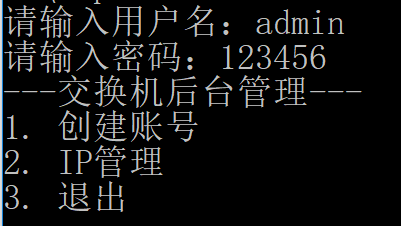 请输入用户名：admin
请输入密码：123456
---交换机后台管理---
1. 创建账号
2. IP管理
3. 退出